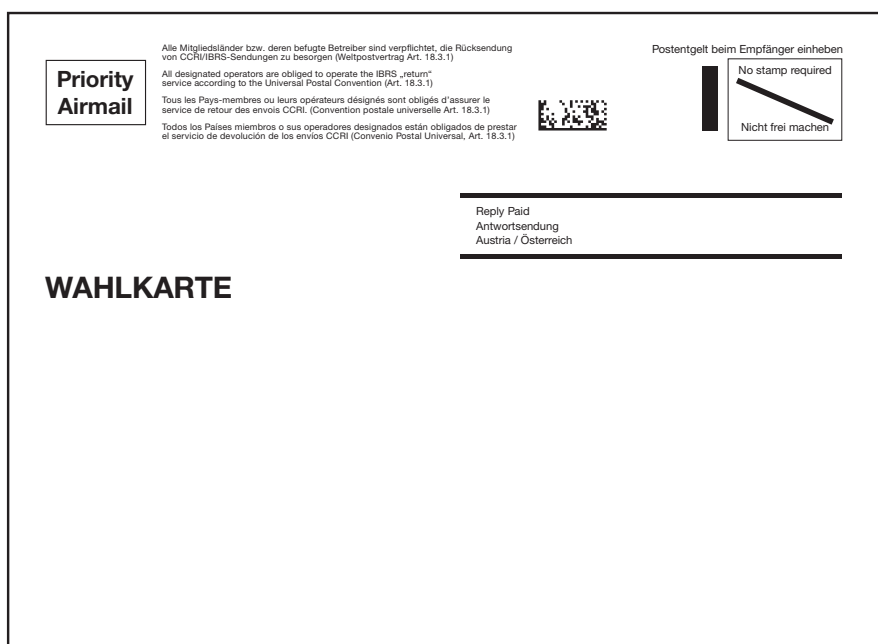 Priority
Airmail
Alle Mitgliedsländer bzw. deren befugte Betreiber sind verpflichtet, die Rücksendung
von CCRI/IBRS-Sendungen zu besorgen (Weltpostvertrag Art. 18.3.1)
All designated operators are obliged to operate the IBRS „return“
service according to the Universal Postal Convention (Art. 18.3.1)
Tous les Pays-membres ou leurs opérateurs désignés sont obligés d’assurer le
service de retour des envois CCRI. (Convention postale universelle Art. 18.3.1)
Todos los Países miembros o sus operadores designados están obligados de prestar
el servicio de devolución de los envíos CCRI (Convenio Postal Universal, Art. 18.3.1)
Postentgelt beim Empfänger einheben
No stamp required
Nicht frei machen
Reply Paid
Antwortsendung
Austria / Österreich
WAHLKARTE